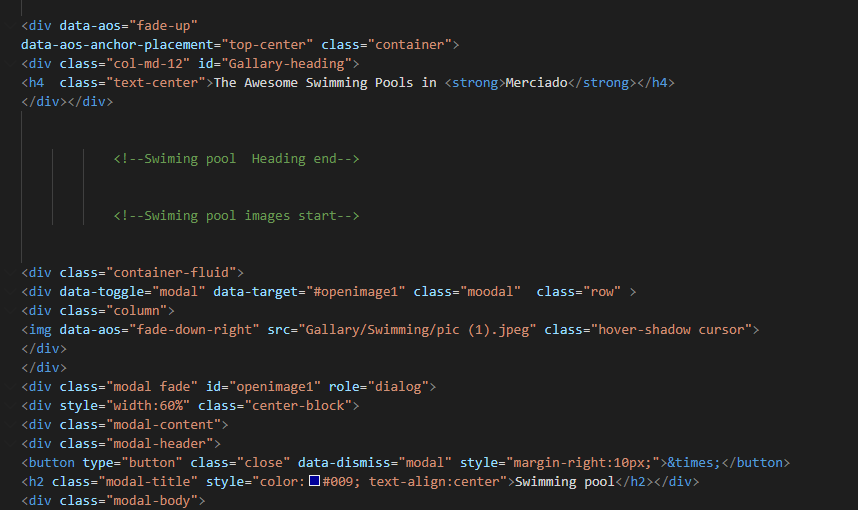 <div data-aos="fade-up"
data-aos-anchor-placement="top-center" class="container">
<div class="col-md-12" id="Gallary-heading">
<h4  class="text-center">The Awesome Swimming Pools in <strong>Merciado</strong></h4>
</div></div>
<!--Swiming pool  Heading end-->
<!--Swiming pool images start-->
<div class="container-fluid">
<div data-toggle="modal" data-target="#openimage1" class="moodal"  class="row" >
<div class="column">
<img data-aos="fade-down-right" src="Gallary/Swimming/pic (1).jpeg" class="hover-shadow cursor">
</div>
</div>
<div class="modal fade" id="openimage1" role="dialog">
<div style="width:60%" class="center-block">
<div class="modal-content">
<div class="modal-header">
<button type="button" class="close" data-dismiss="modal" style="margin-right:10px;">&times;</button>
<h2 class="modal-title" style="color:#009; text-align:center">Swimming pool</h2></div>
<div class="modal-body">